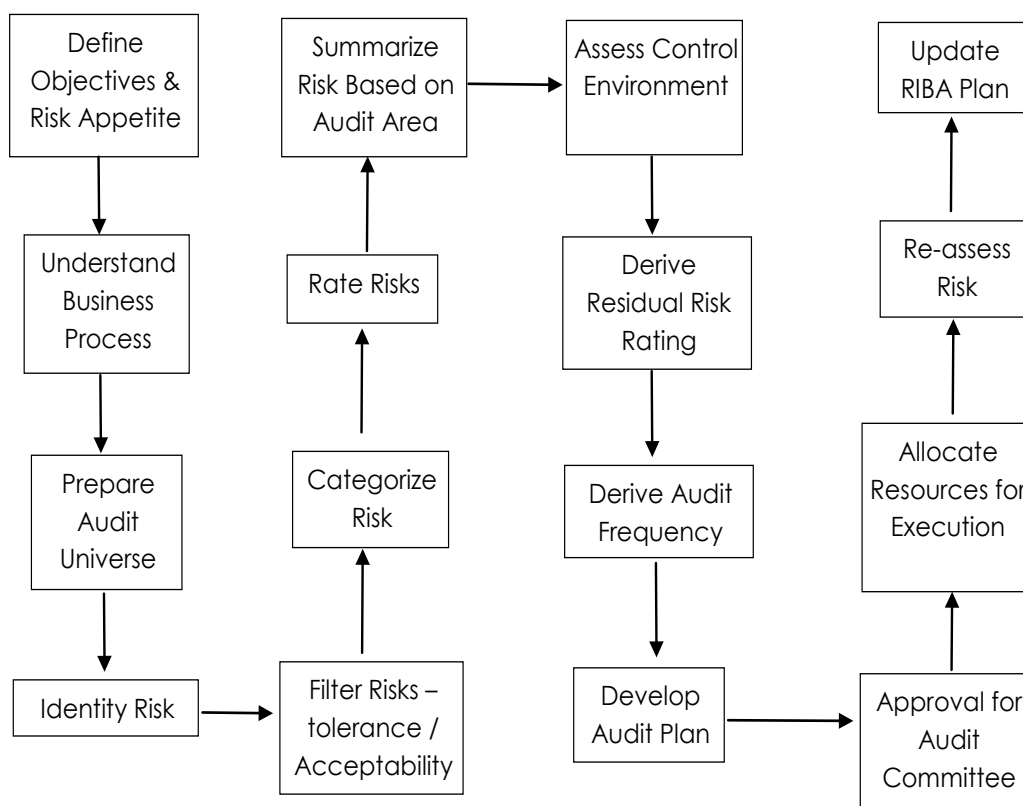 Define
Objectives &
Risk Appetite
Understand
Business
Process
Prepare
Audit
Universe
Identity Risk
Filter Risks –
tolerance /
Acceptability
Categorize
Risk
Rate Risks
Summarize
Risk Based on
Audit Area
Assess Control
Environment
Derive
Residual Risk
Rating
Derive Audit
Frequency
Develop
Audit Plan
Approval for
Audit
Committee
Allocate
Resources for
Execution
Re-assess
Risk
Update
RIBA Plan